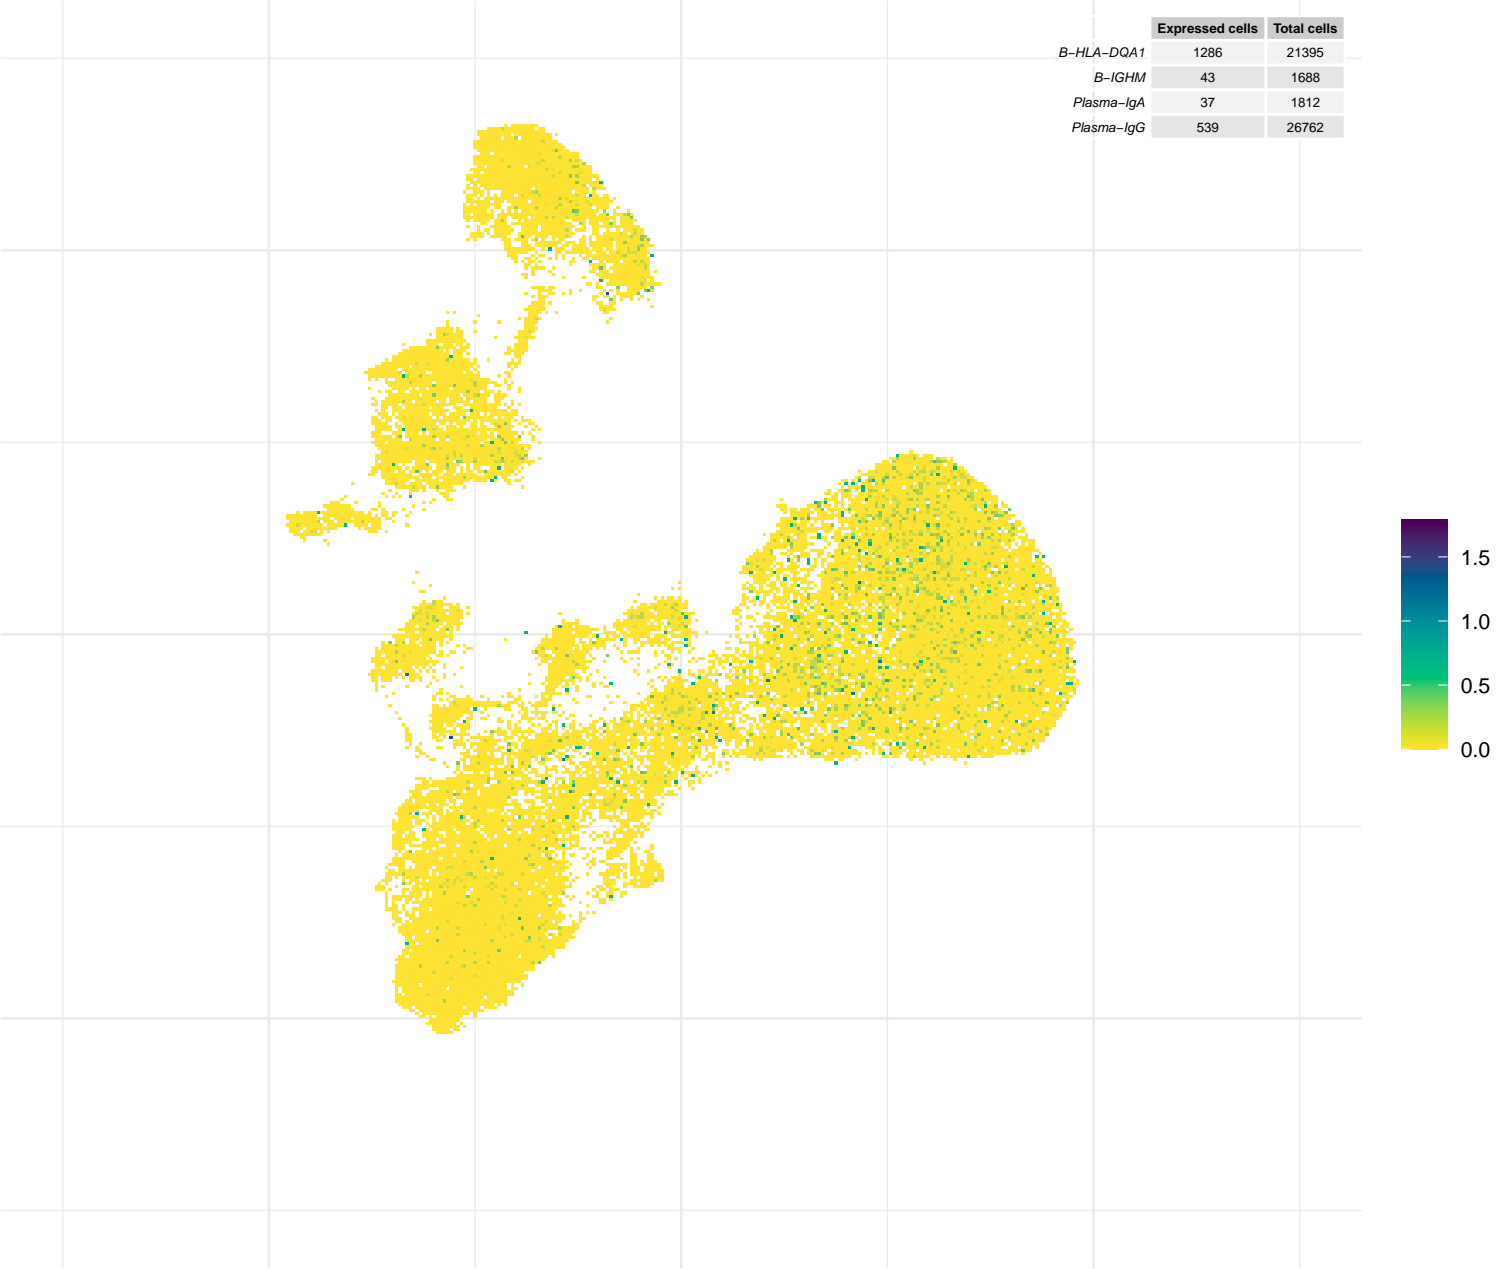 Expressed cells Total cells
B−HLA−DQA1 1286 21395
B−IGHM 43 1688
Plasma−IgA 37 1812
Plasma−IgG 539 26762
1.5
1.0
0.5
0.0